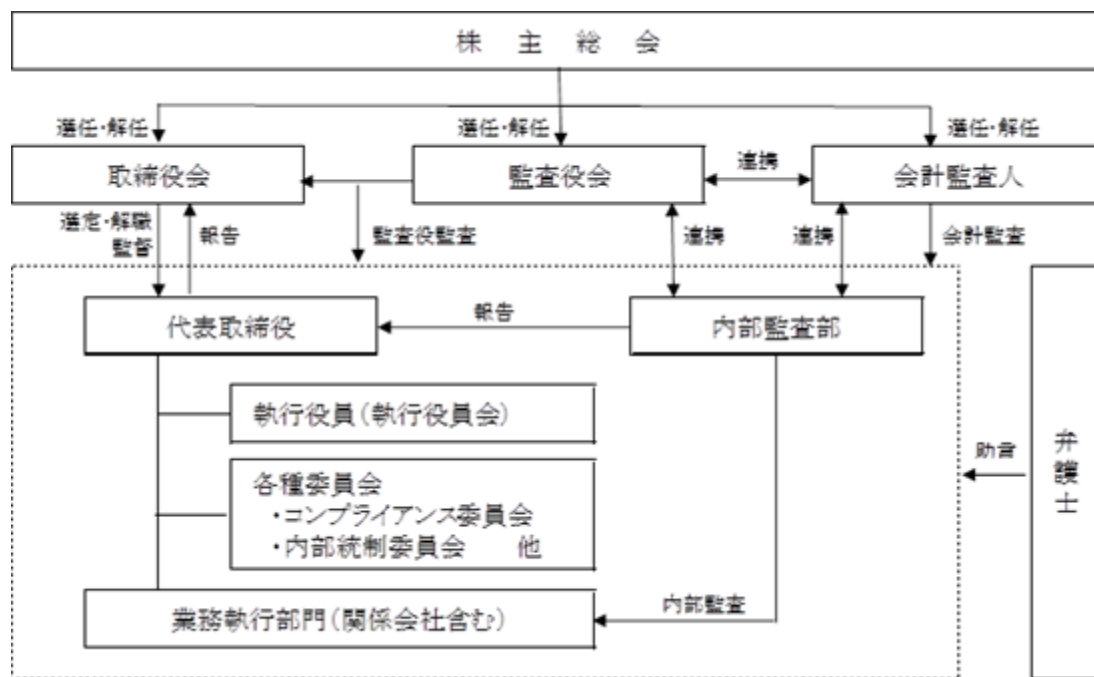 株主総会
選任・解任
選任・解任
選任・解任
取締役会
監査役会
連携
会計監査人
選定・解職
監督
報告
監査役監査
連携
連携
会計監査
代表取締役
報告
内部監査部
執行役員（執行役員会）
各種委員会
・コンプライアンス委員会
・内部統制委員会　他
助言
弁護士
業務執行部門（関係会社含む）
内部監査